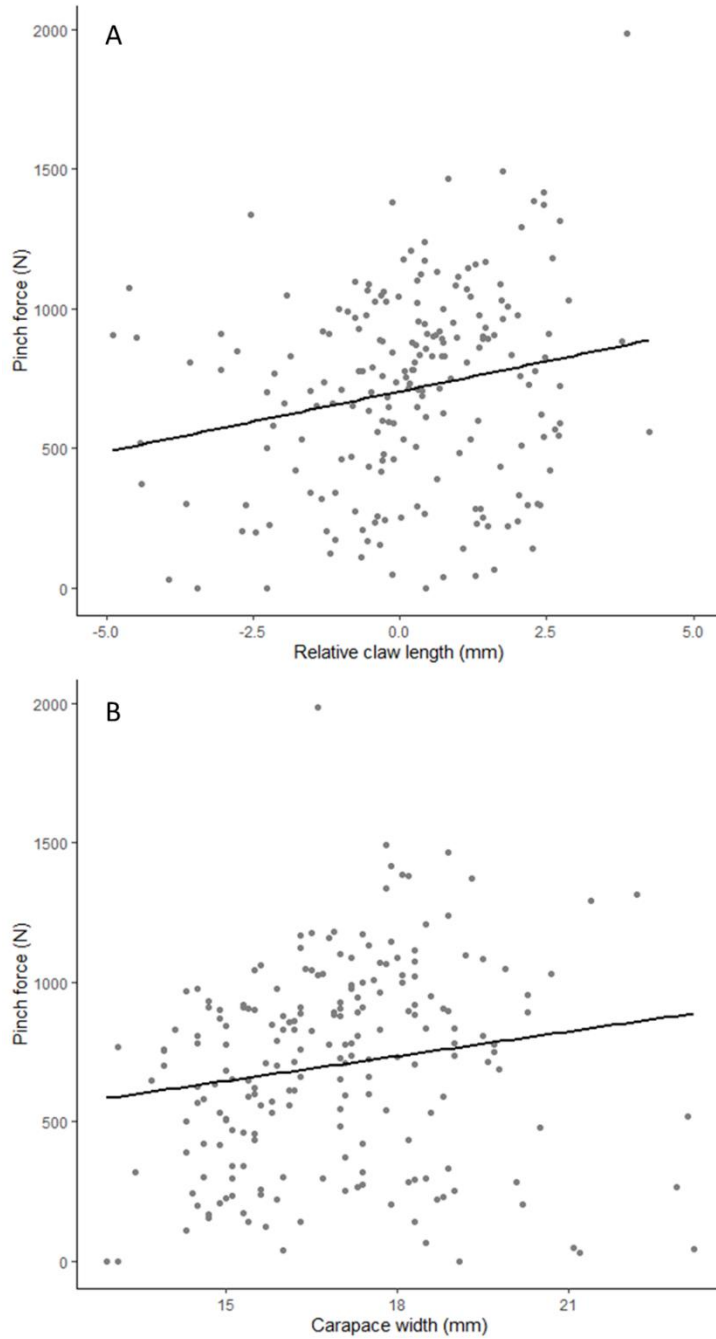 A
2000
1500
1000
500
0
Pinch force (N)
-5.0 -2.5 0.0 2.5 5.0
Relative claw length (mm)
B
2000
1500
1000
500
0
Pinch force (N)
15 18 21
Carapace width (mm)